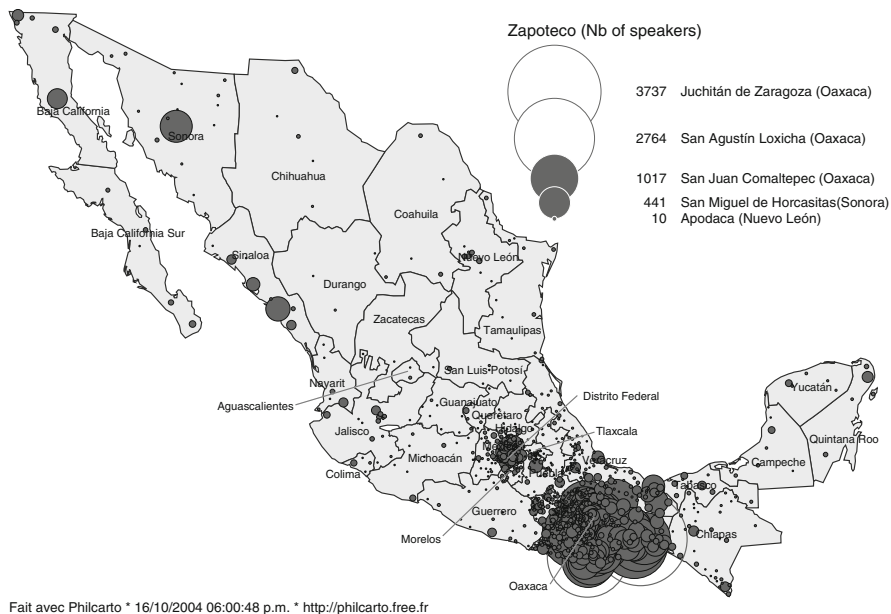 Zapoteco (Nb of speakers)
3737 Juchitán de Zaragoza (Oaxaca)
2764 San Agustín Loxicha (Oaxaca)
1017 San Juan Comaltepec (Oaxaca)
441 San Miguel de Horcasitas(Sonora)
10 Apodaca (Nuevo León)
Baja California
Sonora
Chihuahua
Coahuila
Baja California Sur
Sinaloa
Nuevo León
Durango
Zacatecas
Tamaulipas
San Luis-Potosí
Nayarit
Aguascalientes
Guanajuato
Distrito Federal
Yucatán
Querétaro
Hidalgo
Tlaxcala
Jalisco
Quintana Roo
Michoacán
Veracruz
Campeche
Colima
Puebla
Tabasco
Guerrero
Morelos
Chiapas
Oaxaca
Fait avec Philcarto * 16/10/2004 06:00:48 p.m. * http://philcarto.free.fr